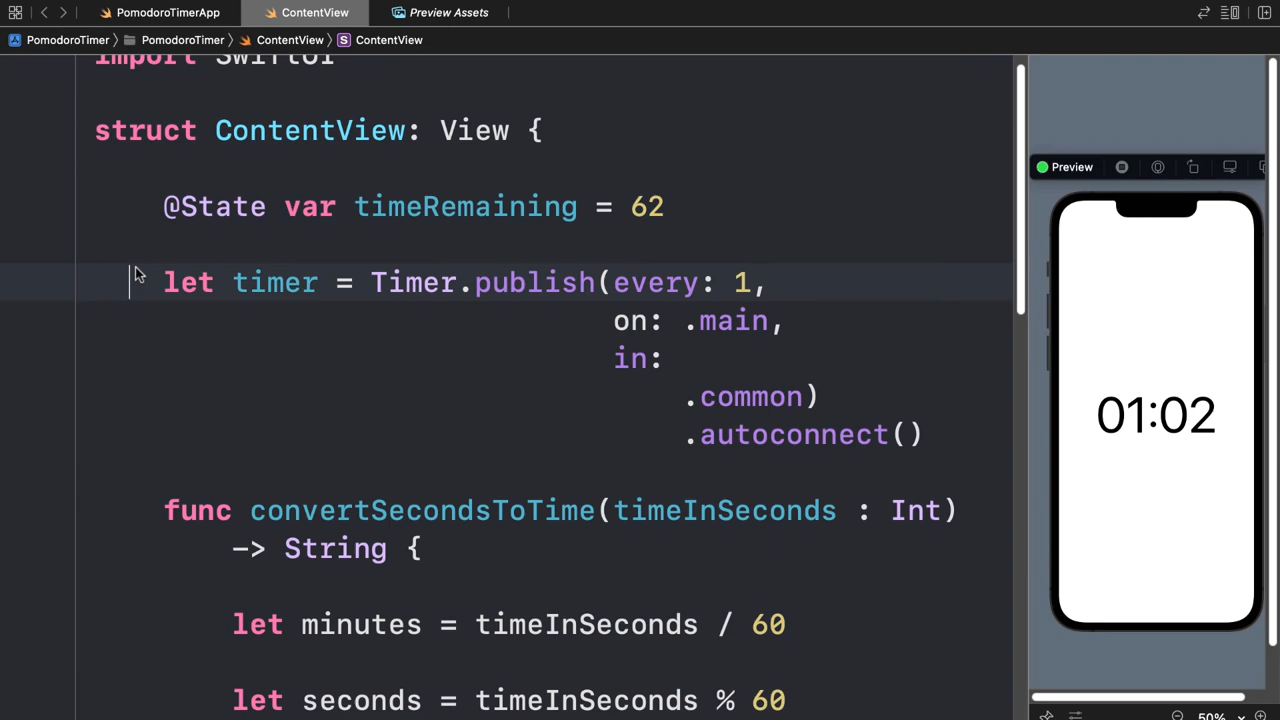 PomodoroTimerApp ContentView Preview Assets
PomodoroTimer PomodoroTimer ContentView S ContentView
import SwiftUI
struct ContentView: View {
@State var timeRemaining = 62
let timer = Timer.publish(every: 1,
on: .main,
in:
.common)
.autoconnect()
func convertSecondsToTime(timeInSeconds : Int)
-> String {
let minutes = timeInSeconds / 60
let seconds = timeInSeconds % 60
Preview
01:02
50%